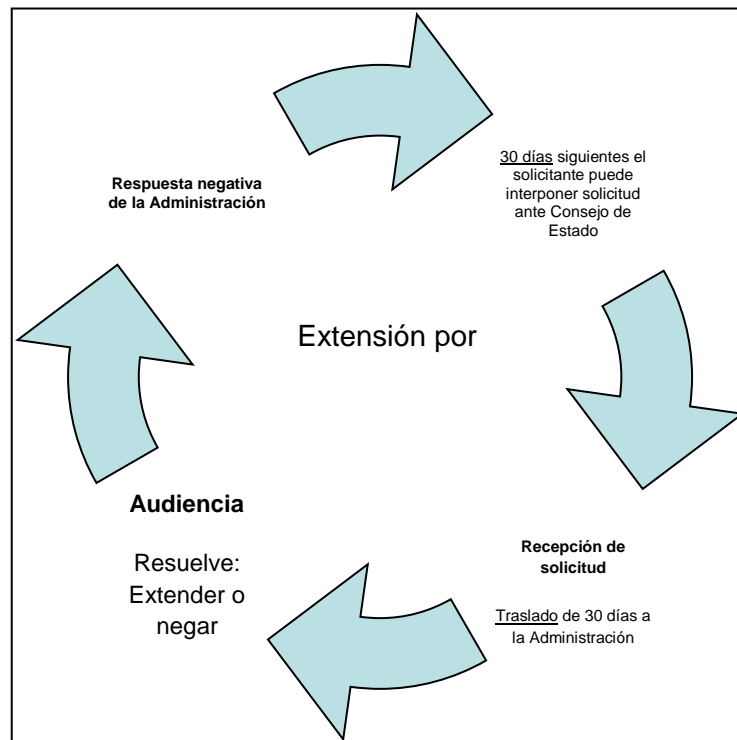 Respuesta negativa
de la Administración
30 días siguientes el
solicitante puede
interponer solicitud
ante Consejo de
Estado
Extensión por
Recepción de
solicitud
Traslado de 30 días a
la Administración
Audiencia
Resuelve:
Extender o
negar